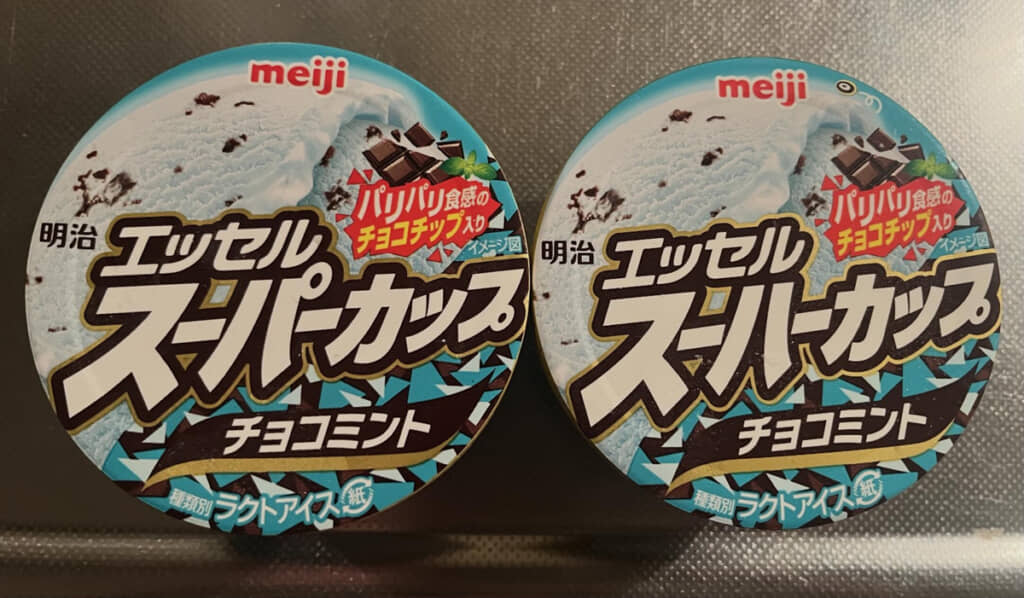 meiji
パリパリ食感の
チョコチップ入り
イメージ図
明治
エッセル
スーパーカップ
チョコミント
種類別ラクトアイス
紙
meiji
パリパリ食感の
チョコチップ入り
イメージ図
明治
エッセル
スーハーカップ
チョコミント
種類別ラクトアイス
紙